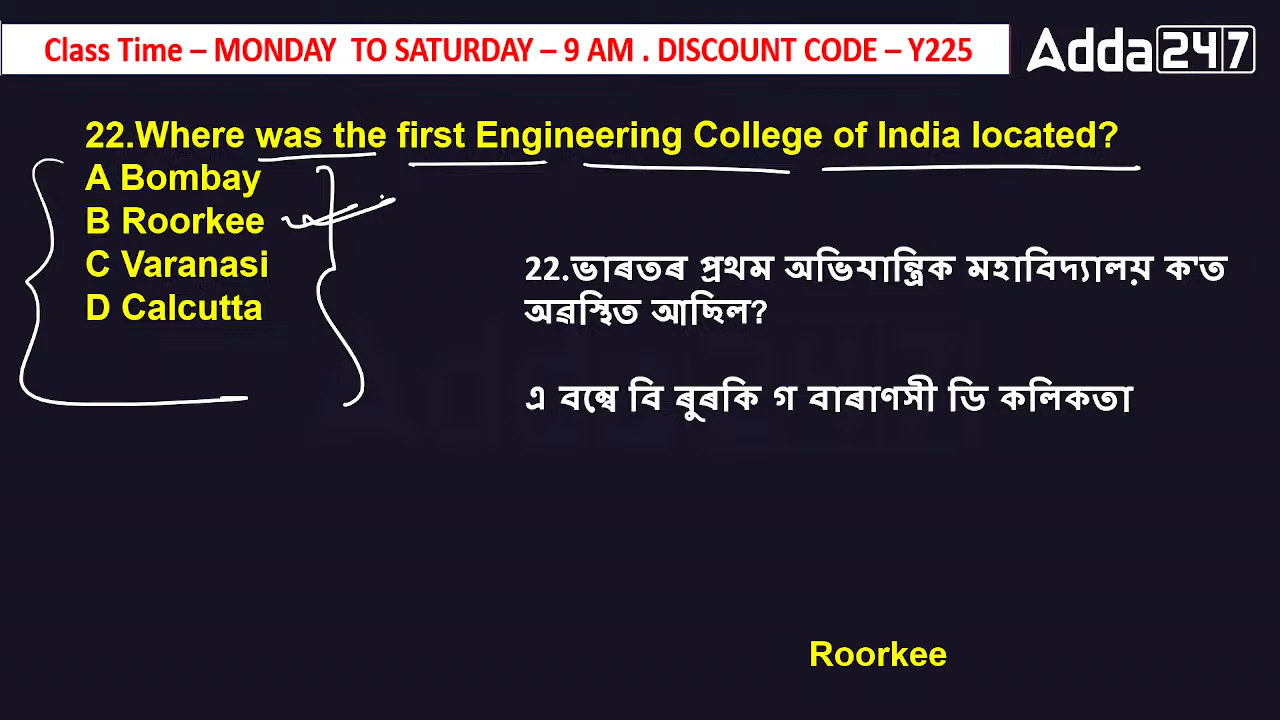 Class Time – MONDAY  TO SATURDAY – 9 AM . DISCOUNT CODE – Y225
Adda247
22.Where was the first Engineering College of India located?
A Bombay
B Roorkee
C Varanasi
D Calcutta
22.ভাৰতৰ প্ৰথম অভিযান্ত্ৰিক মহাবিদ্যালয় ক'ত
অৱস্থিত আছিল?
এ বম্বে বি ৰুৰকি গ বাৰাণসী ডি কলিকতা
Roorkee